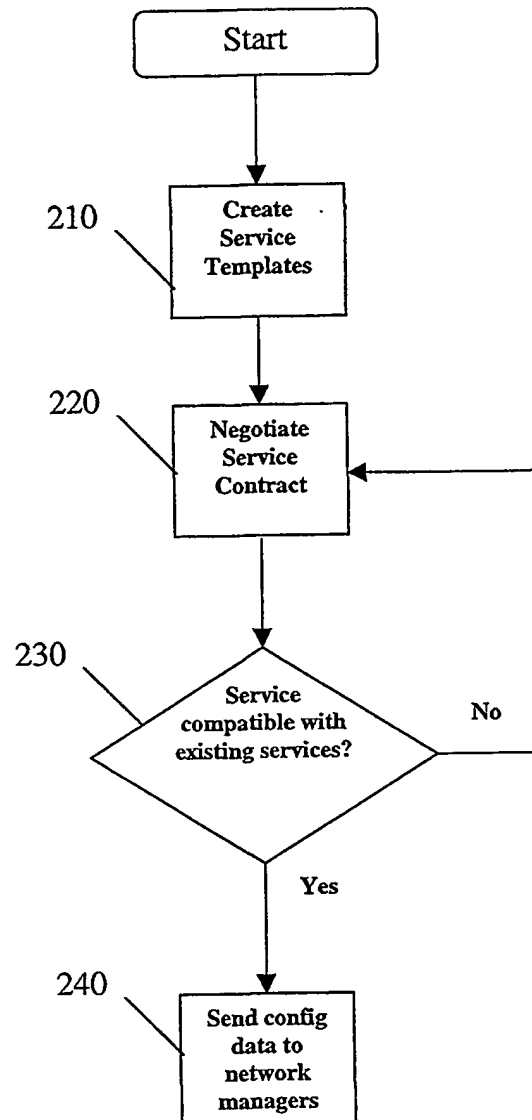 Start
210
Create
Service
Templates
220
Negotiate
Service
Contract
230
Service
compatible with
existing services?
No
Yes
240
Send config
data to
network
managers